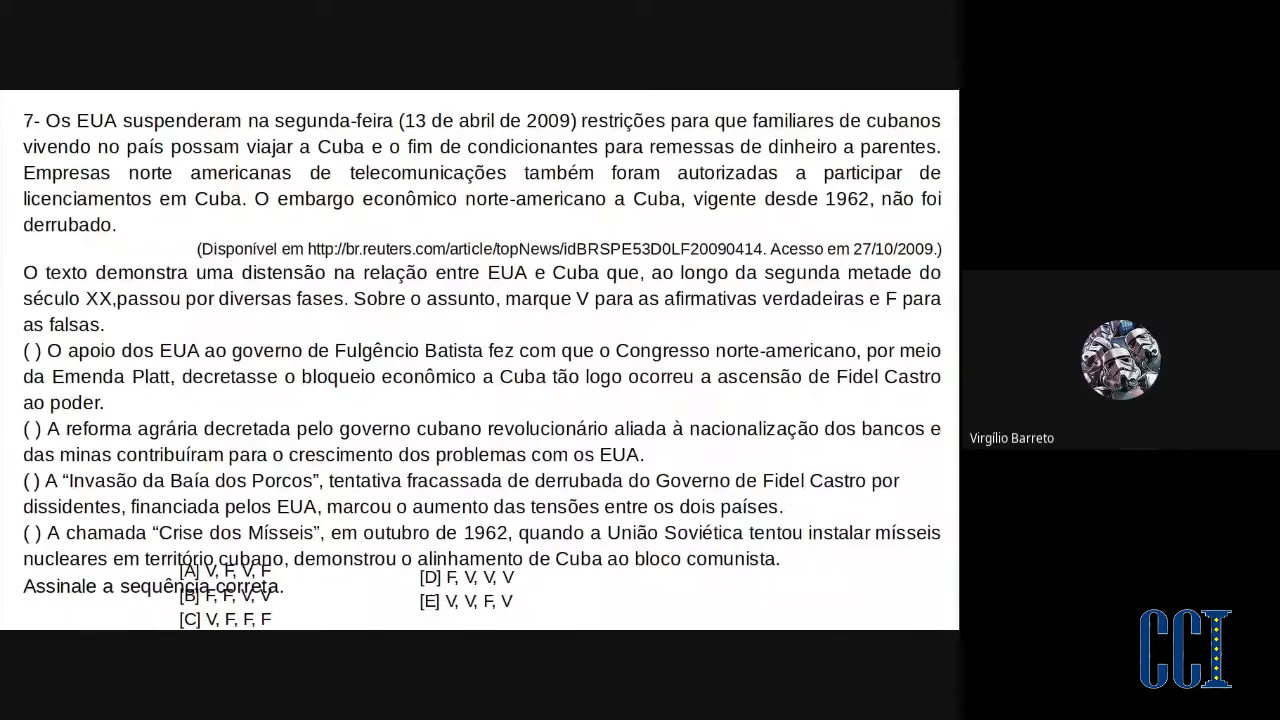 7- Os EUA suspenderam na segunda-feira (13 de abril de 2009) restrições para que familiares de cubanos
vivendo no país possam viajar a Cuba e o fim de condicionantes para remessas de dinheiro a parentes.
Empresas norte americanas de telecomunicações também foram autorizadas a participar de
licenciamentos em Cuba. O embargo econômico norte-americano a Cuba, vigente desde 1962, não foi
derrubado.
(Disponível em http://br.reuters.com/article/topNews/idBRSPE53D0LF20090414. Acesso em 27/10/2009.)
O texto demonstra uma distensão na relação entre EUA e Cuba que, ao longo da segunda metade do
século XX,passou por diversas fases. Sobre o assunto, marque V para as afirmativas verdadeiras e F para
as falsas.
( ) O apoio dos EUA ao governo de Fulgêncio Batista fez com que o Congresso norte-americano, por meio
da Emenda Platt, decretasse o bloqueio econômico a Cuba tão logo ocorreu a ascensão de Fidel Castro
ao poder.
( ) A reforma agrária decretada pelo governo cubano revolucionário aliada à nacionalização dos bancos e
das minas contribuíram para o crescimento dos problemas com os EUA.
( ) A “Invasão da Baía dos Porcos”, tentativa fracassada de derrubada do Governo de Fidel Castro por
dissidentes, financiada pelos EUA, marcou o aumento das tensões entre os dois países.
( ) A chamada “Crise dos Mísseis”, em outubro de 1962, quando a União Soviética tentou instalar mísseis
nucleares em território cubano, demonstrou o alinhamento de Cuba ao bloco comunista.
Assinale a sequência correta.
[A] V, F, V, F
[B] F, F, V, V
[C] V, F, F, F
[D] F, V, V, V
[E] V, V, F, V
Virgílio Barreto
CCI